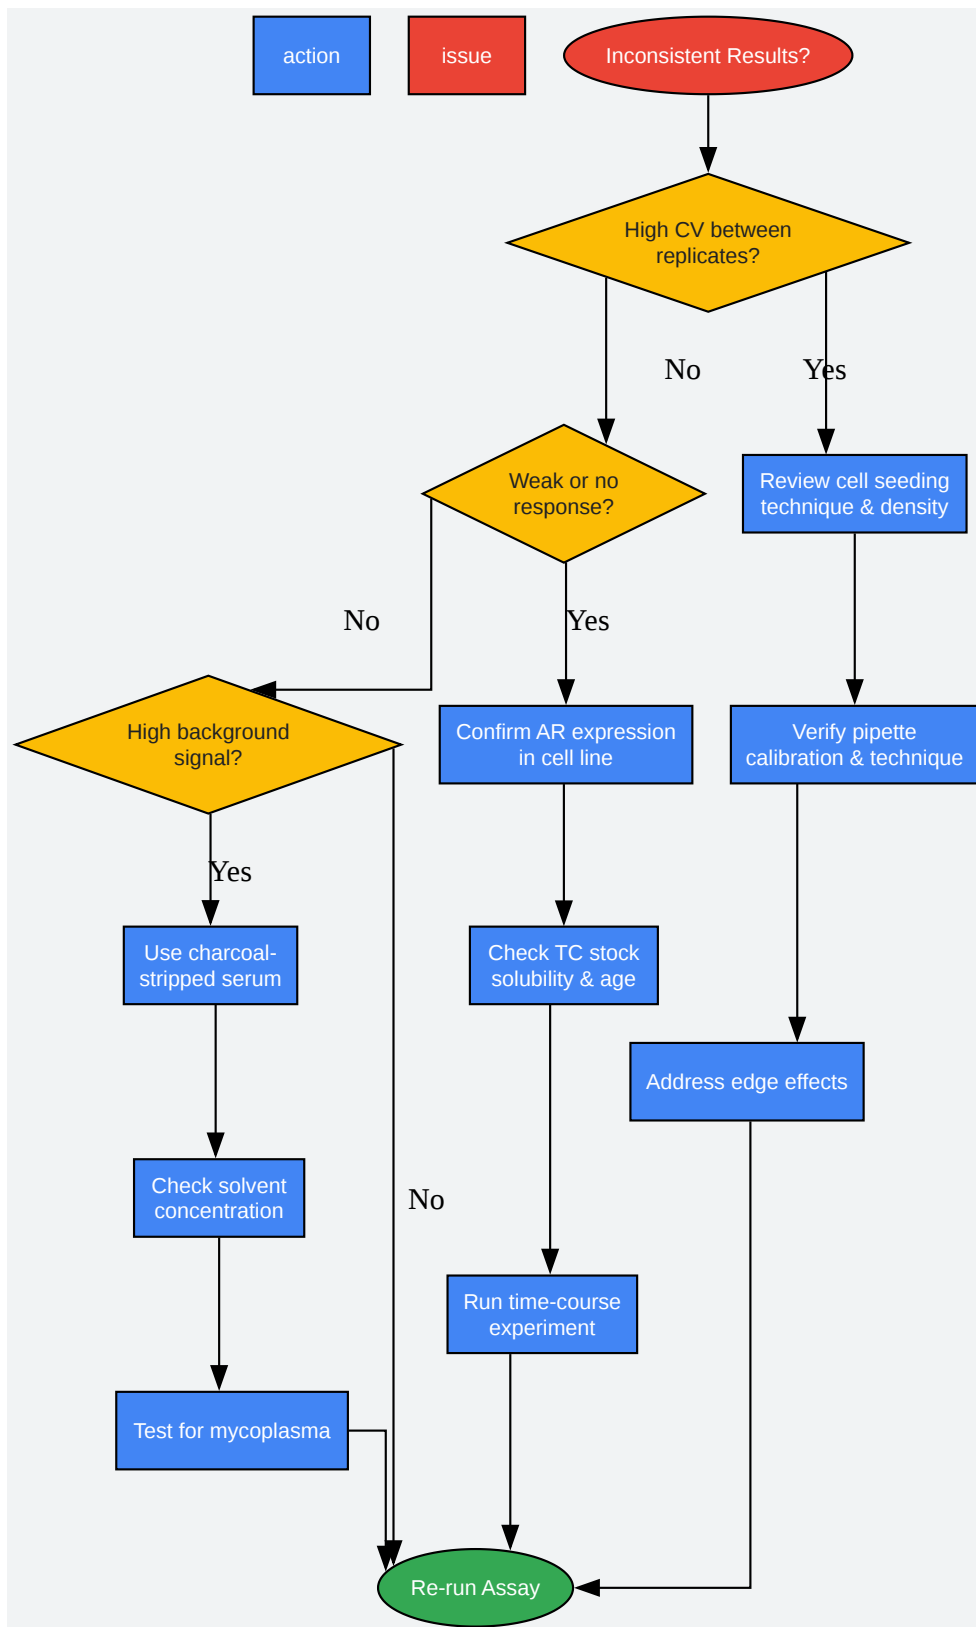 action
issue
Inconsistent Results?
High CV between
replicates?
No
Yes
Weak or no
response?
Review cell seeding
technique & density
No
Yes
High background
signal?
Confirm AR expression
in cell line
Verify pipette
calibration & technique
Yes
Use charcoal-
stripped serum
Check TC stock
solubility & age
Address edge effects
Check solvent
concentration
No
Run time-course
experiment
Test for mycoplasma
Re-run Assay